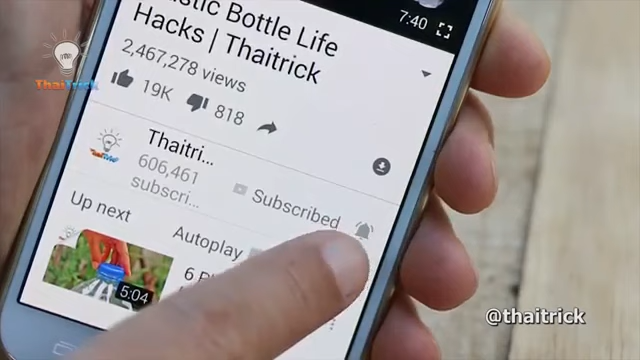 7:40
Bottle Life
Hacks | Thaitrick
2,467,278 views
19K
818
Thaitri...
606,461
subscri...
Subscribed
Up next
Autoplay
5:04
6
ThaiTrick
@thaitrick